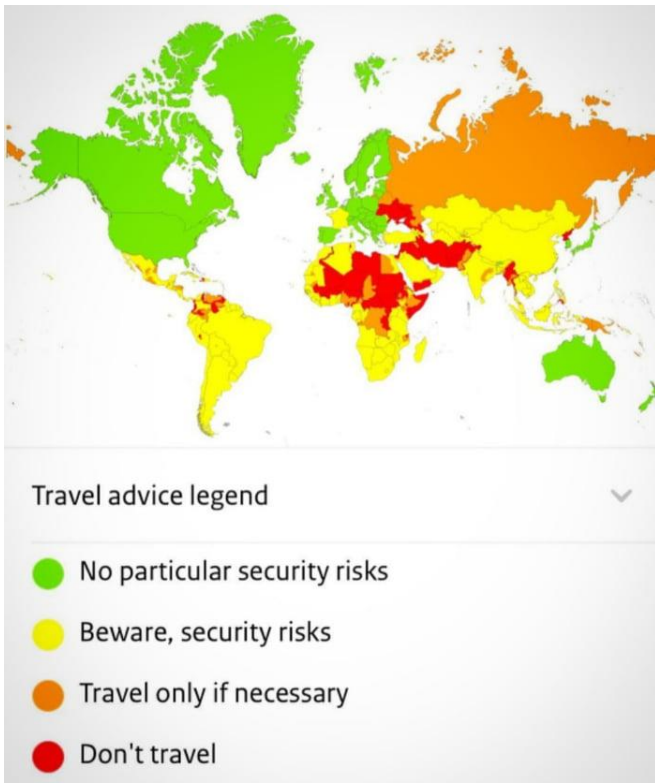 Travel advice legend
No particular security risks
Beware, security risks
Travel only if necessary
Don't travel